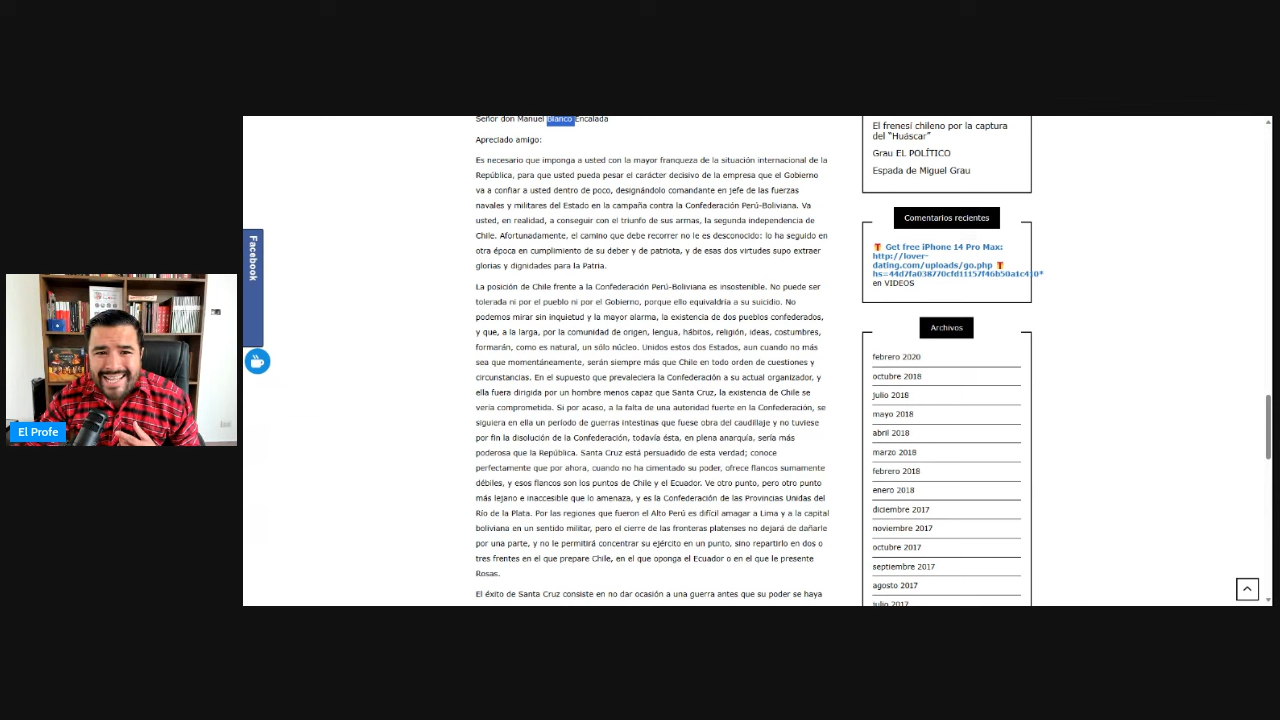 Señor don Manuel Blanco Encalada
Apreciado amigo:
Es necesario que imponga a usted con la mayor franqueza de la situación internacional de la
República, para que usted pueda pesar el carácter decisivo de la empresa que el Gobierno
va a confiar a usted dentro de poco, designándolo comandante en jefe de las fuerzas
navales y militares del Estado en la campaña contra la Confederación Perú-Boliviana. Va
usted, en realidad, a conseguir con el triunfo de sus armas, la segunda independencia de
Chile. Afortunadamente, el camino que debe recorrer no le es desconocido: lo ha seguido en
otra época en cumplimiento de su deber y de patriota, y de esas dos virtudes supo extraer
glorias y dignidades para la Patria.
La posición de Chile frente a la Confederación Perú-Boliviana es insostenible. No puede ser
tolerada ni por el pueblo ni por el Gobierno, porque ello equivaldría a su suicidio. No
podemos mirar sin inquietud y la mayor alarma, la existencia de dos pueblos confederados,
y que, a la larga, por la comunidad de origen, lengua, hábitos, religión, ideas, costumbres,
formarán, como es natural, un sólo núcleo. Unidos estos dos Estados, aun cuando no más
sea que momentáneamente, serán siempre más que Chile en todo orden de cuestiones y
circunstancias. En el supuesto que prevaleciera la Confederación a su actual organizador, y
ella fuera dirigida por un hombre menos capaz que Santa Cruz, la existencia de Chile se
vería comprometida. Si por acaso, a la falta de una autoridad fuerte en la Confederación, se
siguiera en ella un período de guerras intestinas que fuese obra del caudillaje y no tuviese
por fin la disolución de la Confederación, todavía ésta, en plena anarquía, sería más
poderosa que la República. Santa Cruz está persuadido de esta verdad; conoce
perfectamente que por ahora, cuando no ha cimentado su poder, ofrece flancos sumamente
débiles, y esos flancos son los puntos de Chile y el Ecuador. Ve otro punto, pero otro punto
más lejano e inaccesible que lo amenaza, y es la Confederación de las Provincias Unidas del
Río de la Plata. Por las regiones que fueron el Alto Perú es difícil amagar a Lima y a la capital
boliviana en un sentido militar, pero el cierre de las fronteras platenses no dejará de dañarle
por una parte, y no le permitirá concentrar su ejército en un punto, sino repartirlo en dos o
tres frentes en el que prepare Chile, en el que oponga el Ecuador o en el que le presente
Rosas.
El éxito de Santa Cruz consiste en no dar ocasión a una guerra antes que su poder se haya
El frenesí chileno por la captura
del "Huáscar"
Grau EL POLÍTICO
Espada de Miguel Grau
Comentarios recientes
Get free iPhone 14 Pro Max:
http://lover-
dating.com/uploads/go.php
hs=44d7fa038770cfd11157f46b50a1c410*
en VIDEOS
Archivos
febrero 2020
octubre 2018
julio 2018
mayo 2018
abril 2018
marzo 2018
febrero 2018
enero 2018
diciembre 2017
noviembre 2017
octubre 2017
septiembre 2017
agosto 2017
julio 2017
Facebook
El Profe